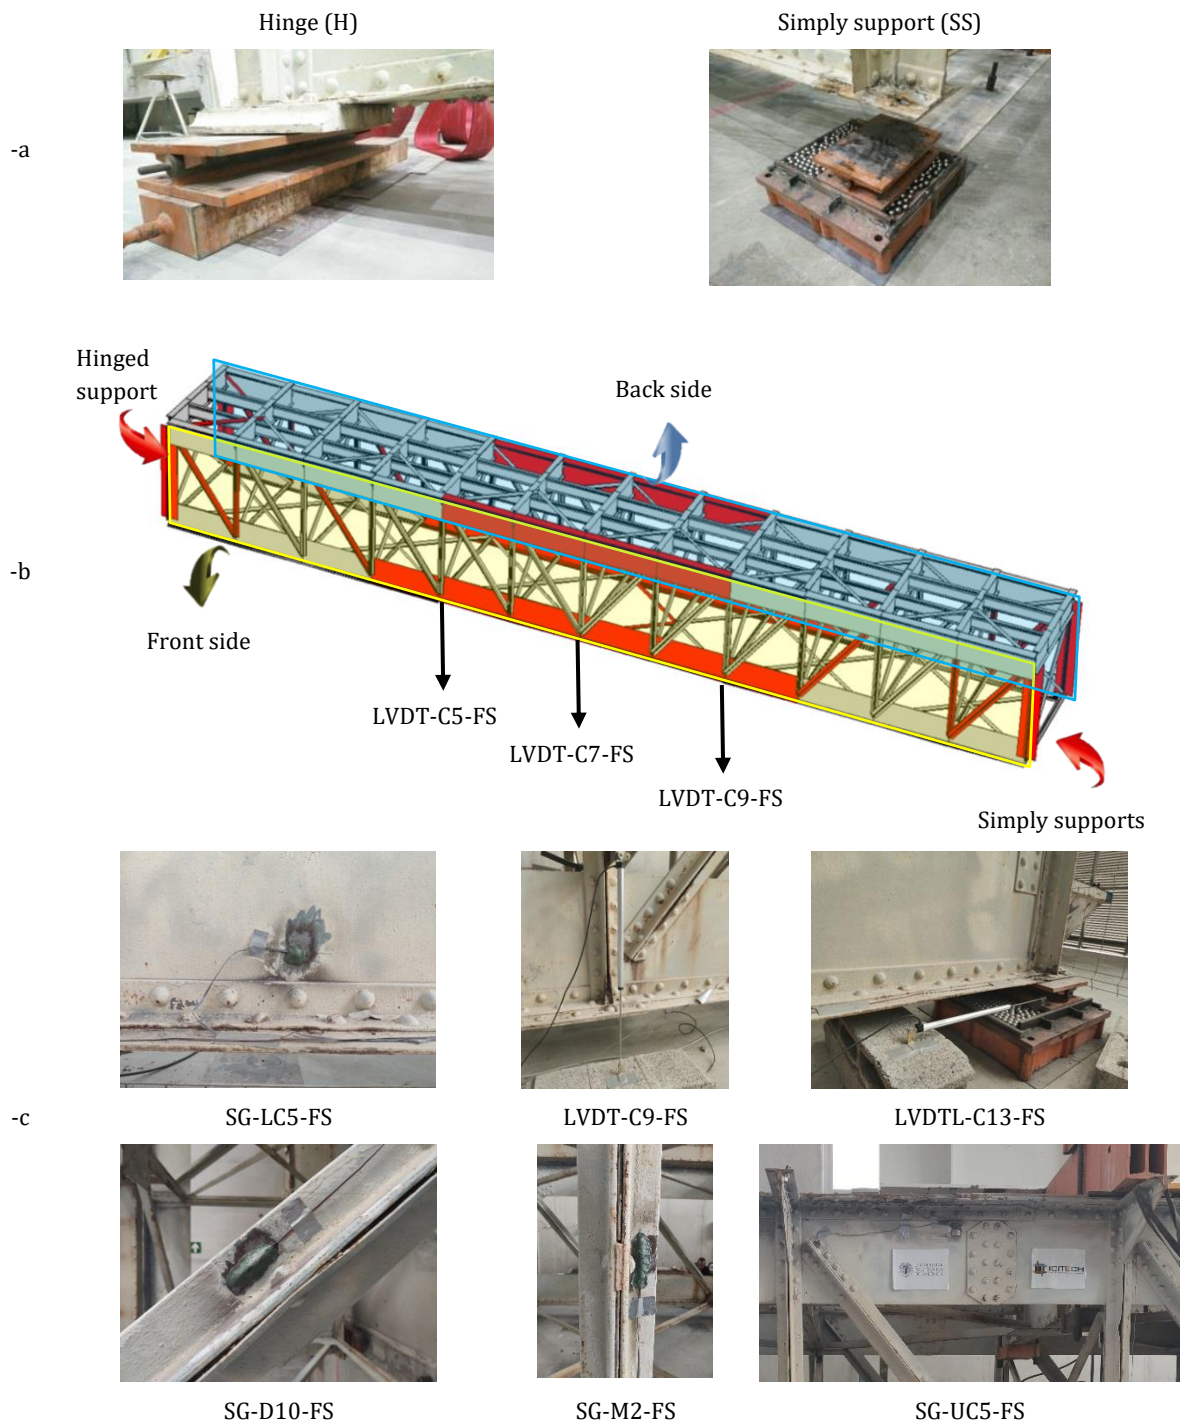 Hinge (H)
Simply support (SS)
-a
Hinged
support
Back side
-b
Front side
LVDT-C5-FS
LVDT-C7-FS
LVDT-C9-FS
Simply supports
-c
SG-LC5-FS
LVDT-C9-FS
LVDTL-C13-FS
ICITECH
SG-D10-FS
SG-M2-FS
SG-UC5-FS